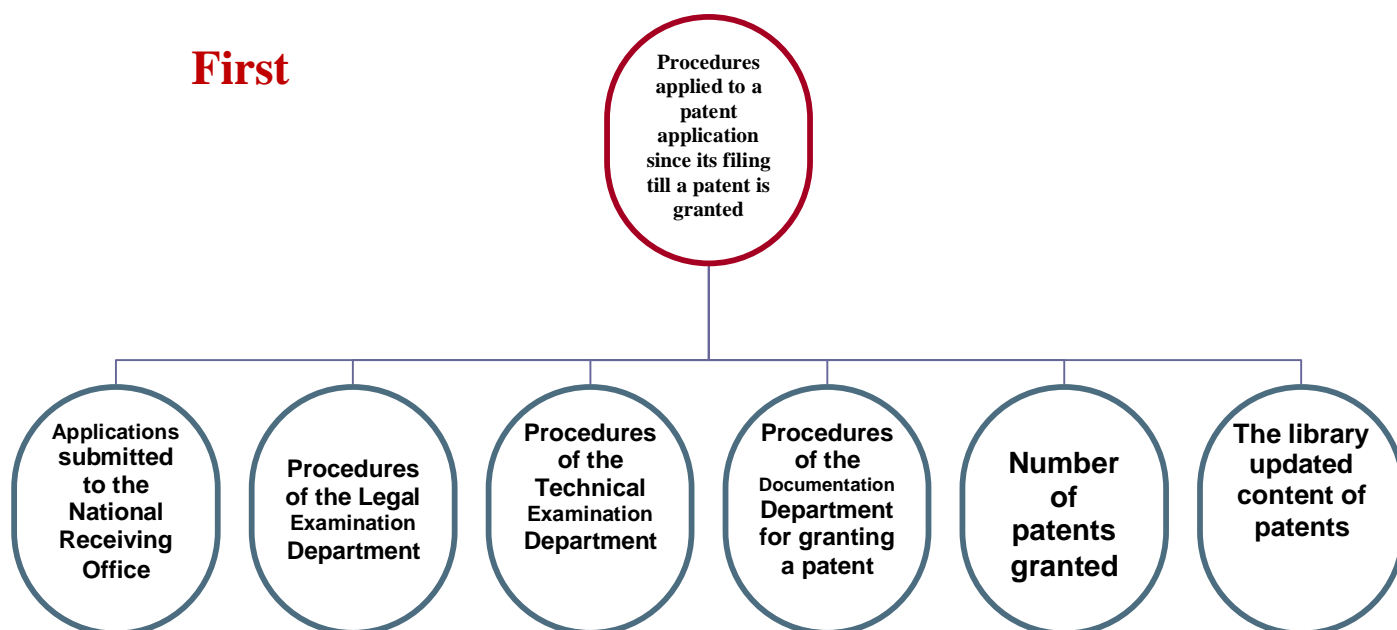 First
Procedures
applied to a
patent
application
since its filing
till a patent is
granted
Applications
submitted
to the
National
Receiving
Office
Procedures
of the Legal
Examination
Department
Procedures
of the
Technical
Examination
Department
Procedures
of the
Documentation
Department
for granting
a patent
Number
of
patents
granted
The library
updated
content of
patents